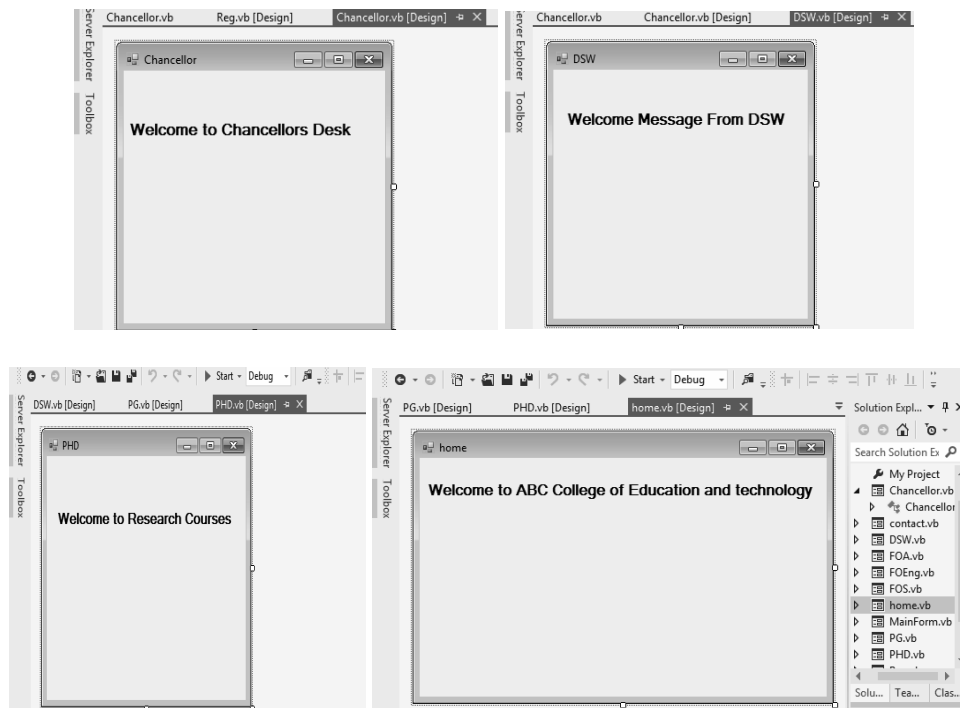 Chancellor.vb Reg.vb [Design] Chancellor.vb [Design]
Server Explorer
Toolbox
Chancellor
Welcome to Chancellors Desk
Chancellor.vb Chancellor.vb [Design] DSW.vb [Design]
Server Explorer
Toolbox
DSW
Welcome Message From DSW
Start Debug
DSW.vb [Design] PG.vb [Design] PHD.vb [Design]
Server Explorer
Toolbox
PHD
Welcome to Research Courses
Start Debug
PG.vb [Design] PHD.vb [Design] home.vb [Design]
Server Explorer
Toolbox
home
Welcome to ABC College of Education and technology
Solution Expl...
Search Solution Ex
My Project
Chancellor.vb
Chancellor
contact.vb
DSW.vb
FOA.vb
FOEng.vb
FOS.vb
home.vb
MainForm.vb
PG.vb
PHD.vb
Solu... Tea... Clas...